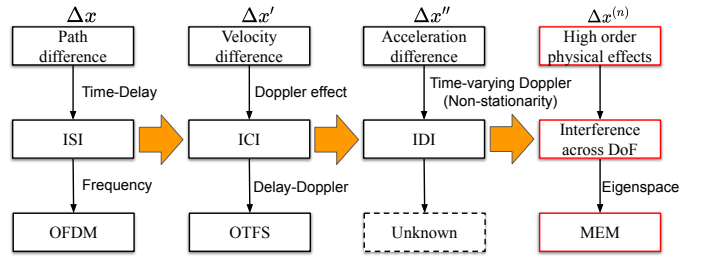 Δx
Δx′
Δx′′
Δx⁽ⁿ⁾
Path
difference
Velocity
difference
Acceleration
difference
High order
physical effects
Time-Delay
Doppler effect
Time-varying Doppler
(Non-stationarity)
ISI
ICI
IDI
Interference
across DoF
Frequency
Delay-Doppler
Eigenspace
OFDM
OTFS
Unknown
MEM